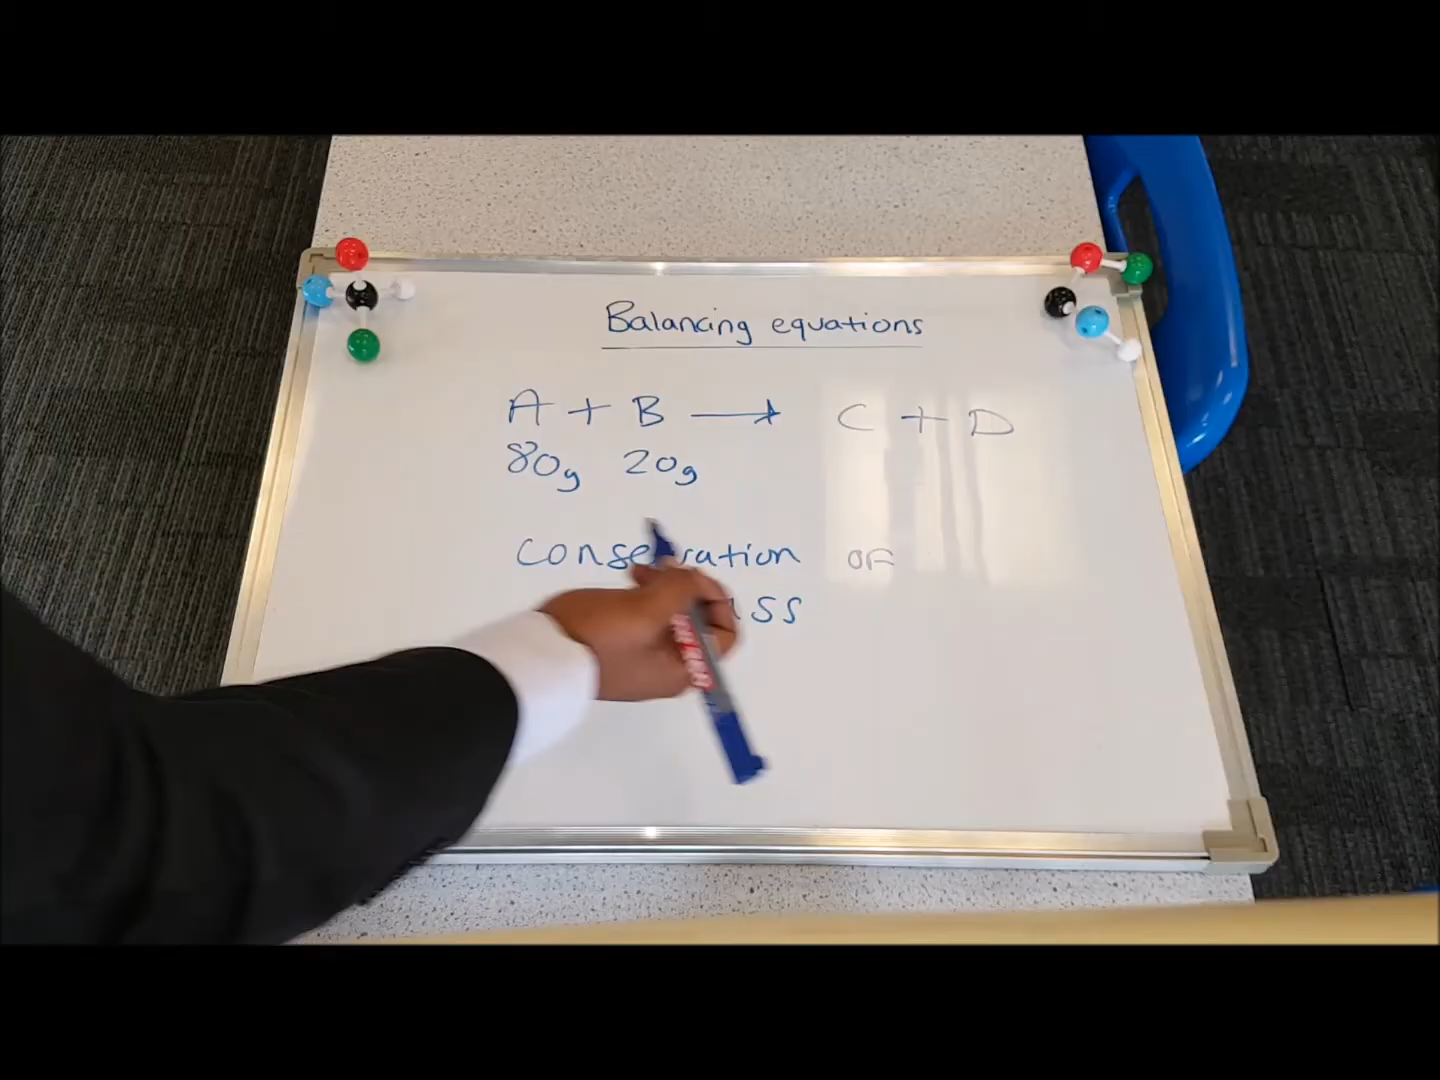 Balancing equations
A + B → C + D
80g 20g
conservation OF